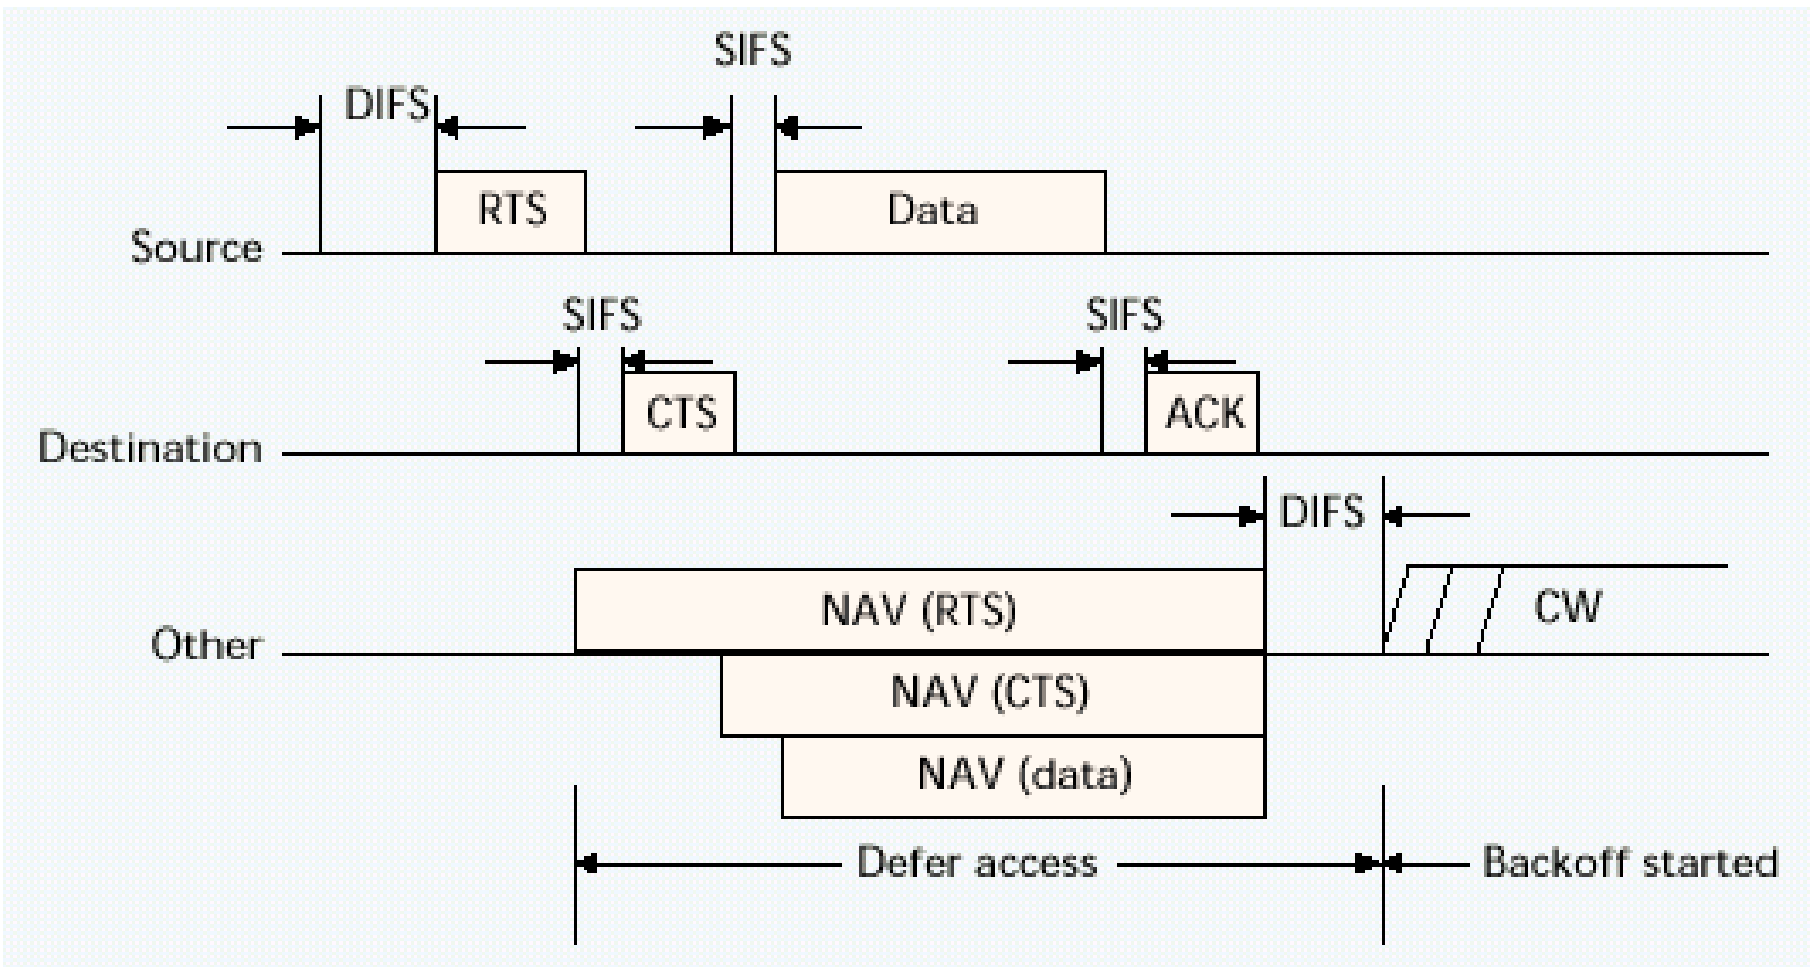 SIFS
DIFS
RTS
Data
Source
SIFS
SIFS
CTS
ACK
Destination
DIFS
NAV (RTS)
CW
Other
NAV (CTS)
NAV (data)
Defer access
Backoff started